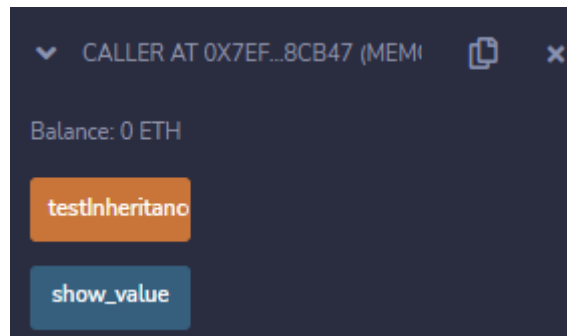 CALLER AT 0X7EF...8CB47 (MEM
Balance: 0 ETH
testInheritanc
show_value